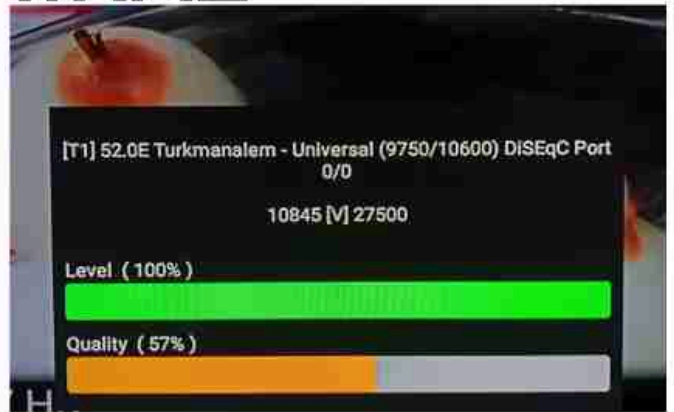 [T1] 52.0E Turkmanalem - Universal (9750/10600) DiSEqC Port
0/0
10845 [V] 27500
Level ( 100% )
Quality ( 57% )